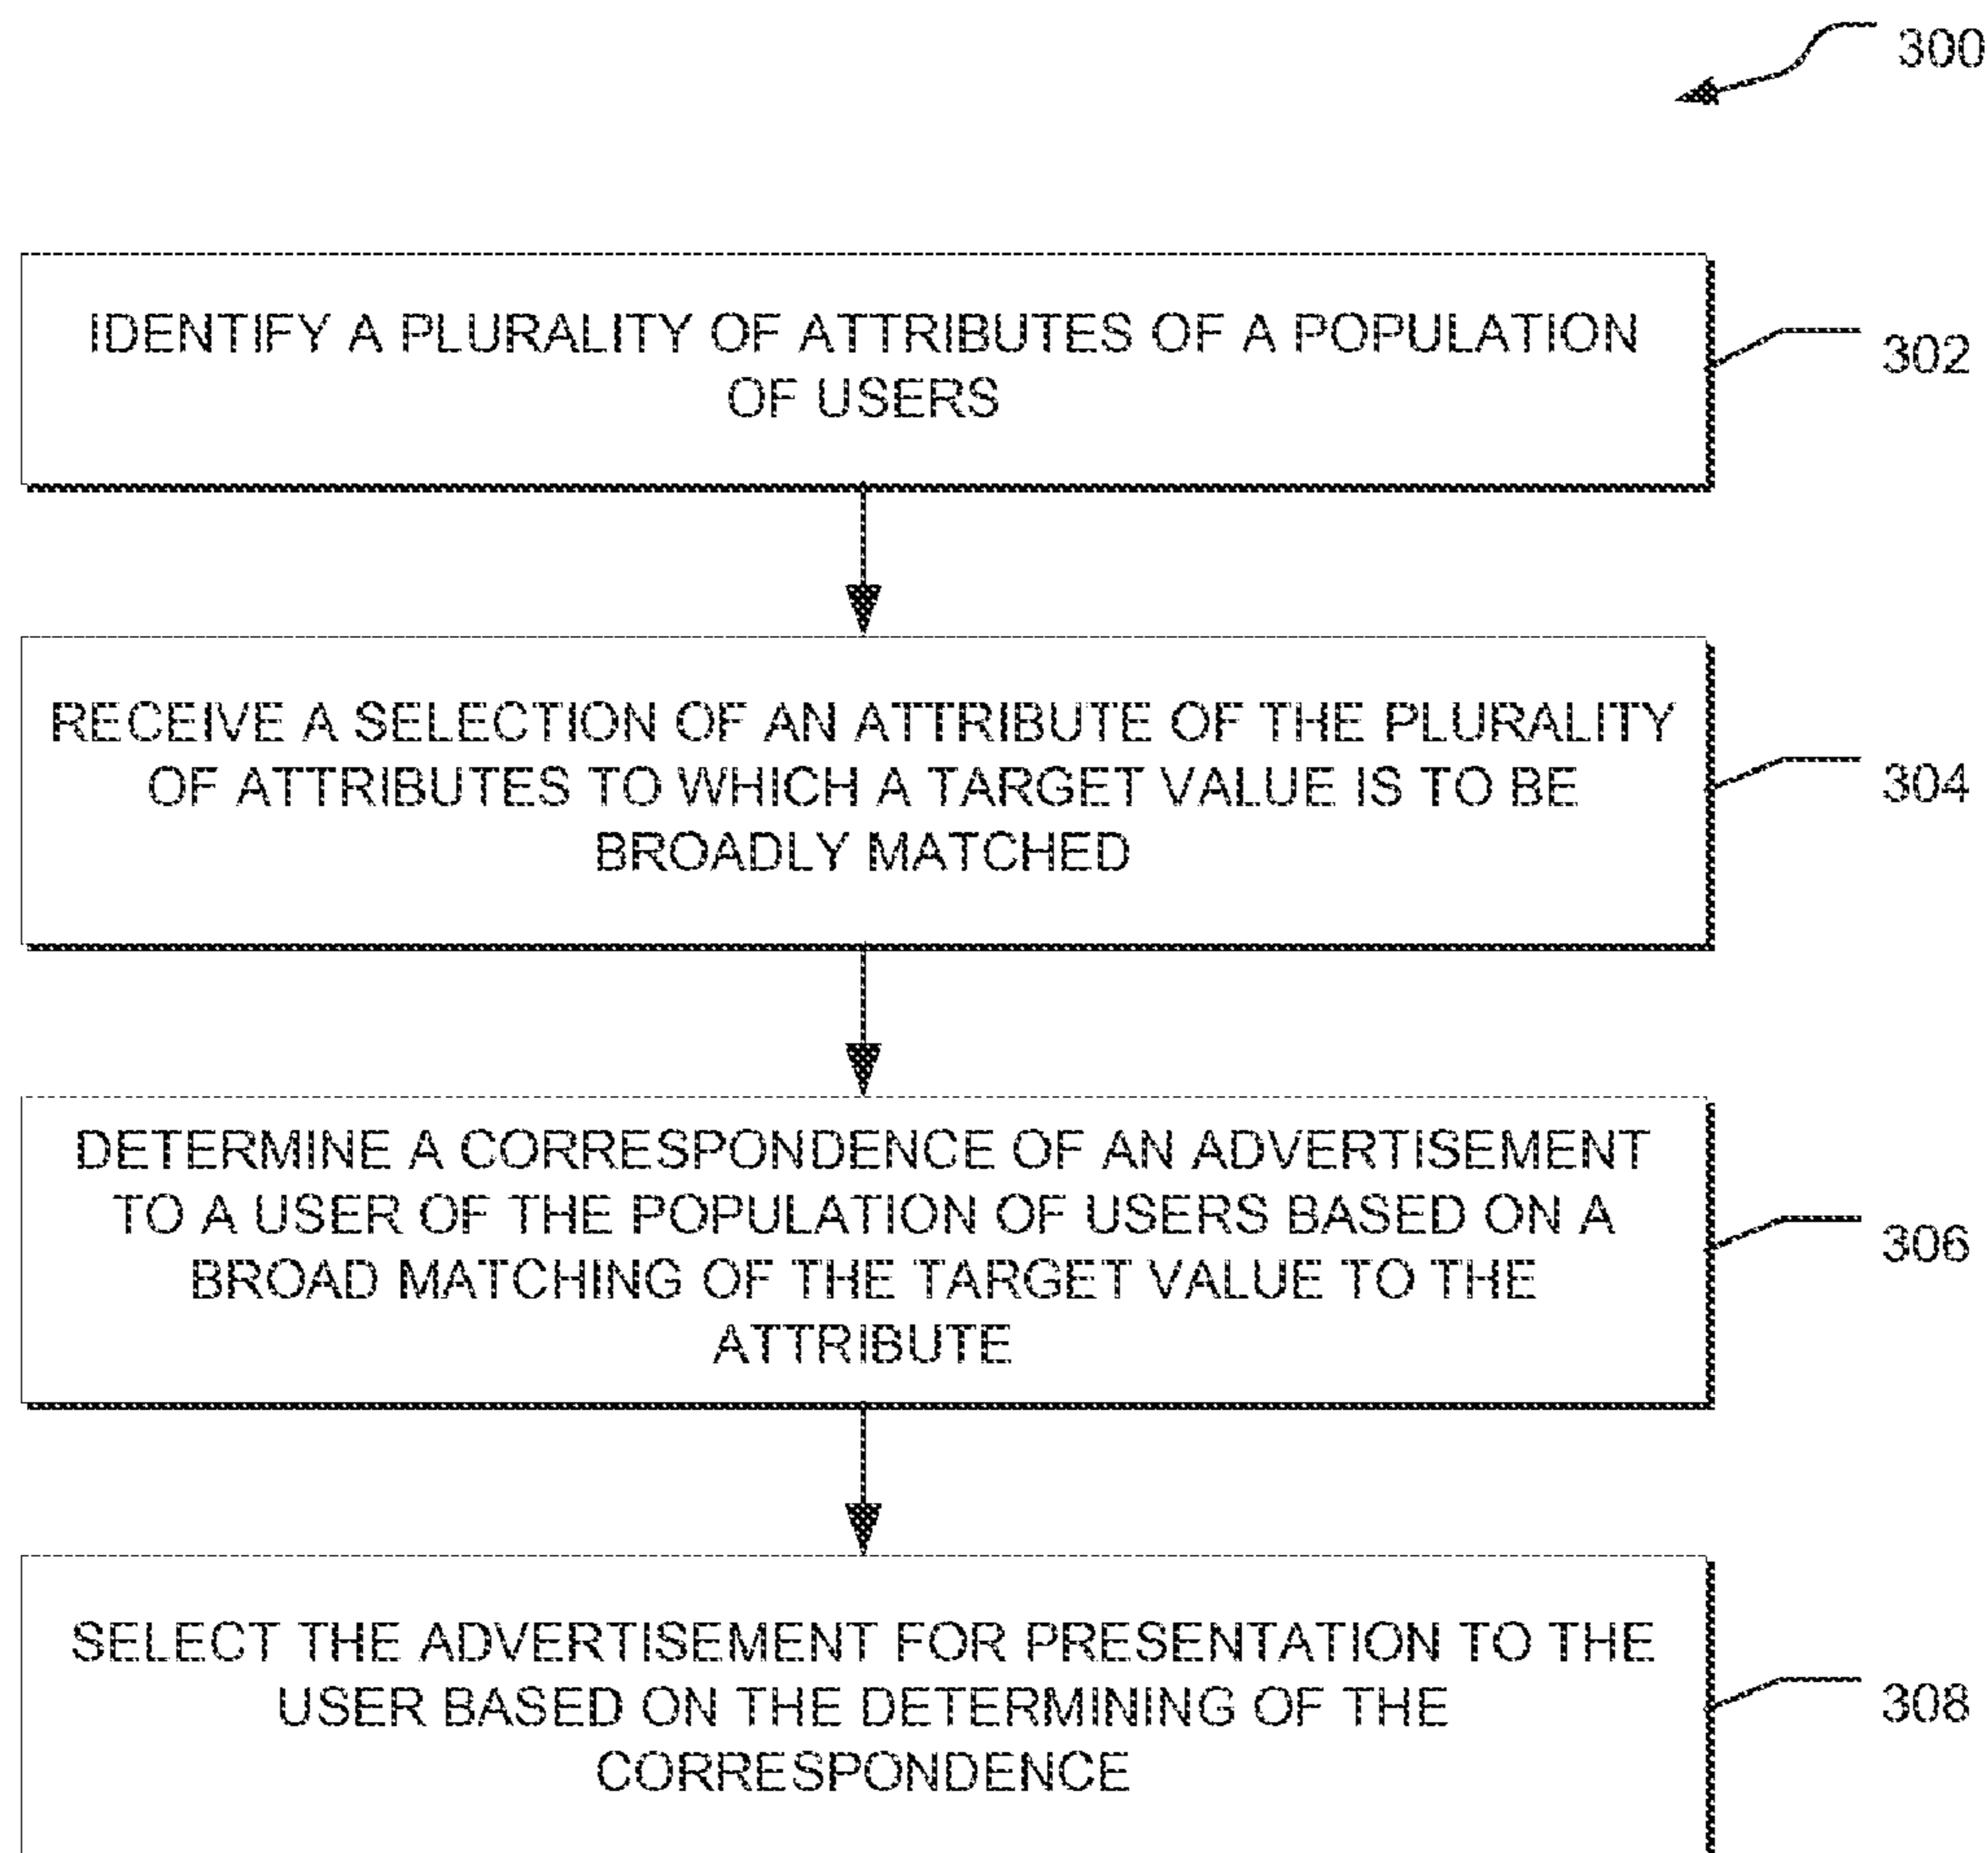 300
IDENTIFY A PLURALITY OF ATTRIBUTES OF A POPULATION
OF USERS
302
RECEIVE A SELECTION OF AN ATTRIBUTE OF THE PLURALITY
OF ATTRIBUTES TO WHICH A TARGET VALUE IS TO BE
BROADLY MATCHED
304
DETERMINE A CORRESPONDENCE OF AN ADVERTISEMENT
TO A USER OF THE POPULATION OF USERS BASED ON A
BROAD MATCHING OF THE TARGET VALUE TO THE
ATTRIBUTE
306
SELECT THE ADVERTISEMENT FOR PRESENTATION TO THE
USER BASED ON THE DETERMINING OF THE
CORRESPONDENCE
308